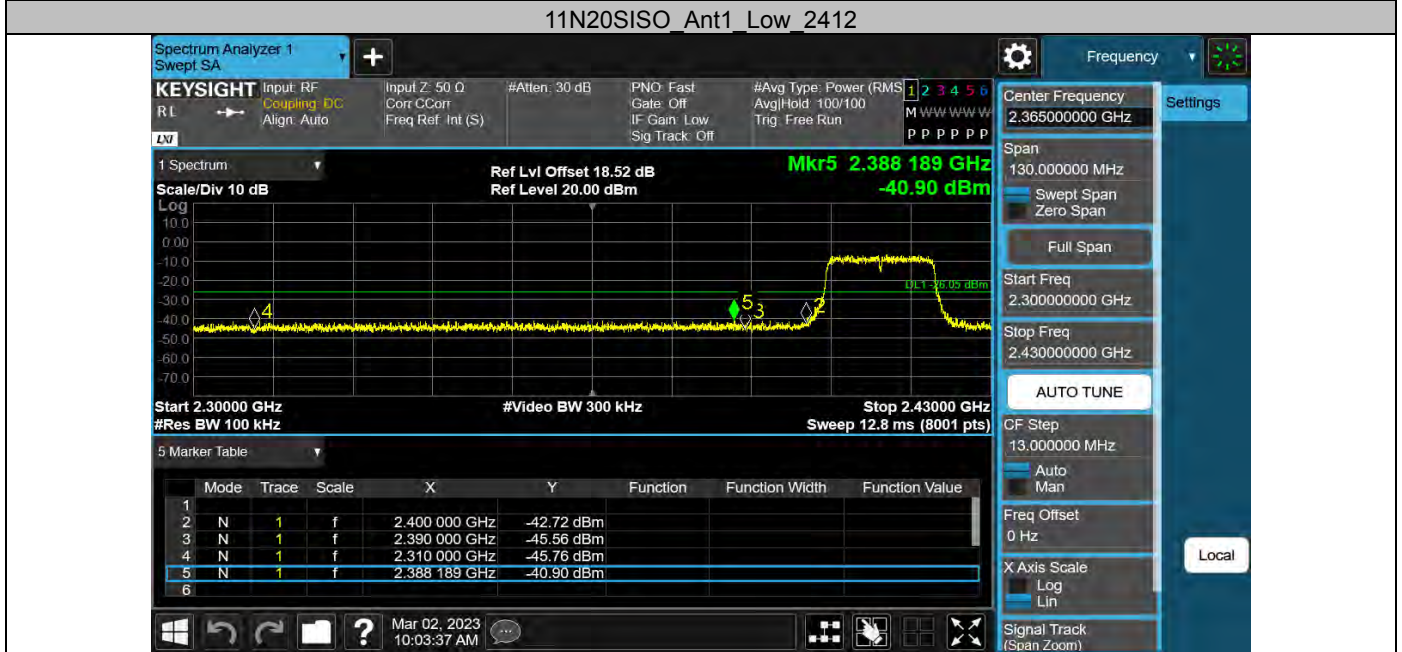 11N20SISO_Ant1_Low_2412
Spectrum Analyzer 1
Swept SA
Frequency
KEYSIGHT
RL
LXI
Input: RF
Coupling: DC
Align: Auto
Input Z: 50 Ω
Corr CCorr
Freq Ref: Int (S)
#Atten: 30 dB
PNO: Fast
Gate: Off
IF Gain: Low
Sig Track: Off
#Avg Type: Power (RMS
Avg|Hold: 100/100
Trig: Free Run
1 2 3 4 5 6
M W W W W W
P P P P P P
Settings
Center Frequency
2.365000000 GHz
Span
130.000000 MHz
Swept Span
Zero Span
Full Span
Start Freq
2.300000000 GHz
Stop Freq
2.430000000 GHz
AUTO TUNE
CF Step
13.000000 MHz
Auto
Man
Freq Offset
0 Hz
X Axis Scale
Log
Lin
Signal Track
(Span Zoom)
Local
1 Spectrum
Ref Lvl Offset 18.52 dB
Mkr5 2.388 189 GHz
Scale/Div 10 dB
Ref Level 20.00 dBm
-40.90 dBm
Log
10.0
0.00
-10.0
-20.0
-30.0
-40.0
-50.0
-60.0
-70.0
DL1 -26.05 dBm
4
5
3
2
Start 2.30000 GHz
#Video BW 300 kHz
Stop 2.43000 GHz
#Res BW 100 kHz
Sweep 12.8 ms (8001 pts)
5 Marker Table
Mode Trace Scale X Y Function Function Width Function Value
1
2 N 1 f 2.400 000 GHz -42.72 dBm
3 N 1 f 2.390 000 GHz -45.56 dBm
4 N 1 f 2.310 000 GHz -45.76 dBm
5 N 1 f 2.388 189 GHz -40.90 dBm
6
?
Mar 02, 2023
10:03:37 AM